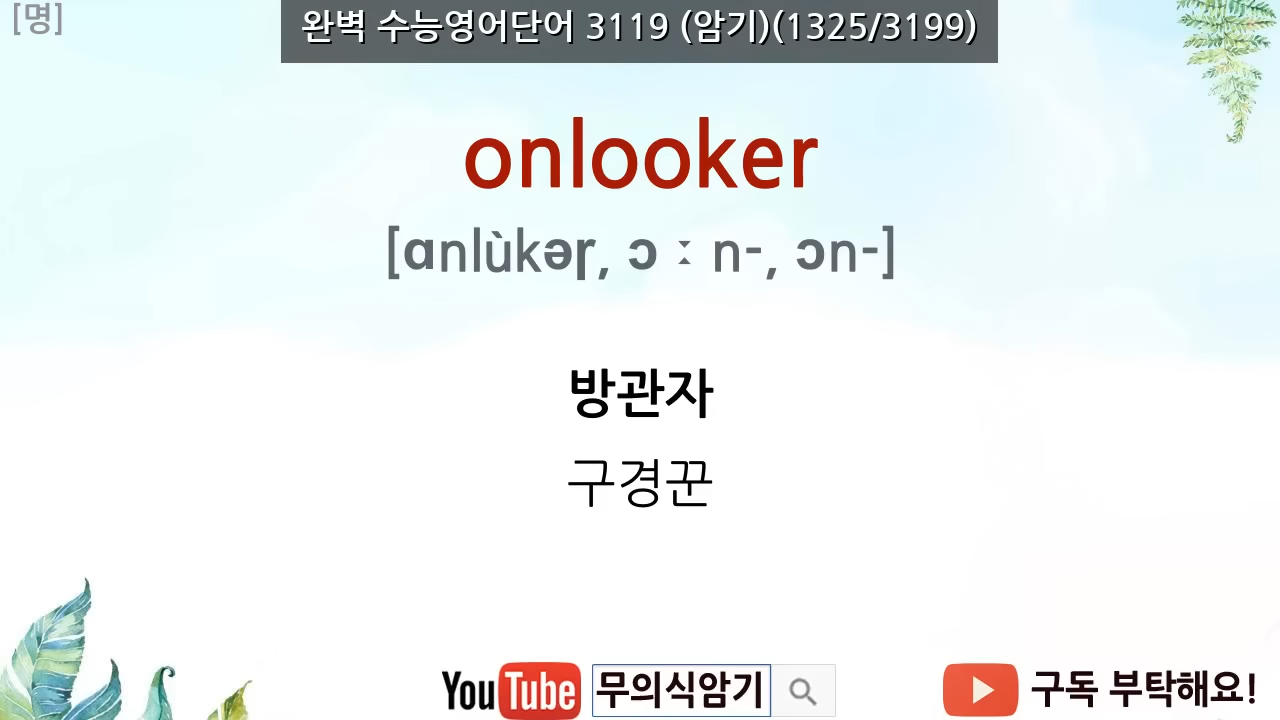 [명]
완벽 수능영어단어 3119 (암기)(1325/3199)
onlooker
[ɑnlùkəɼ, ɔːn-, ɔn-]
방관자
구경꾼
YouTube 무의식암기
구독 부탁해요!